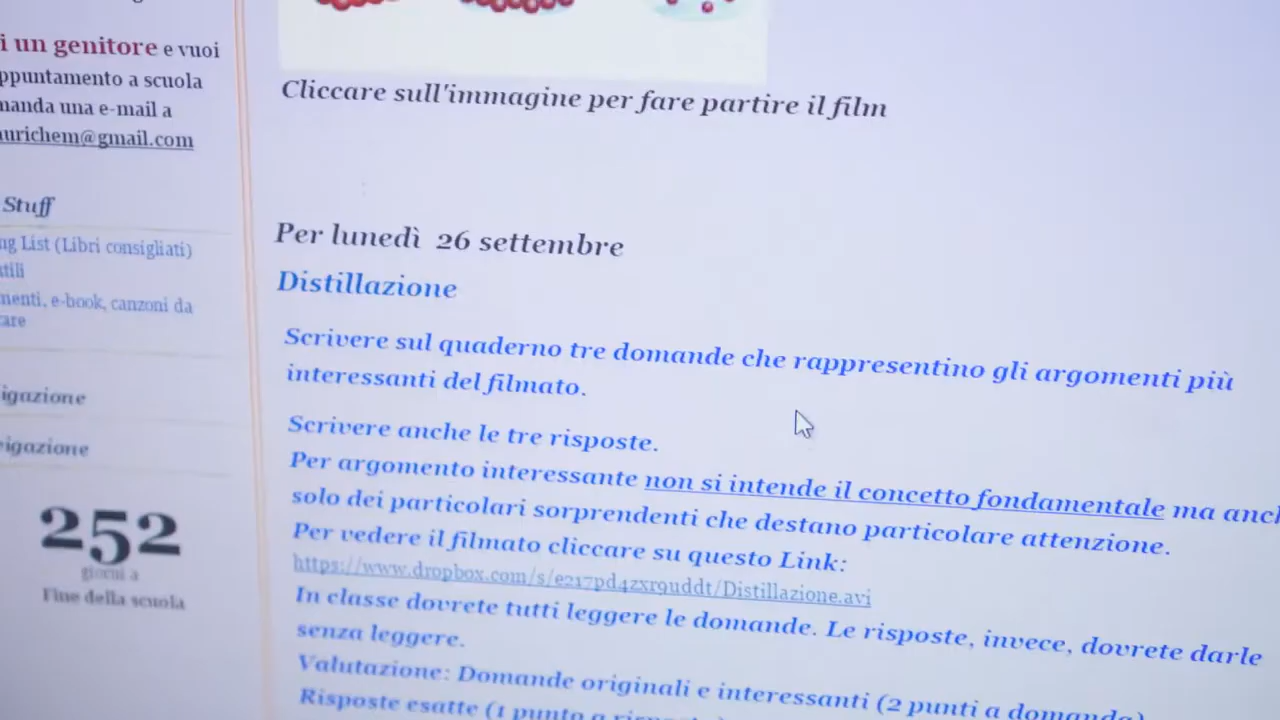 i un genitore e vuoi
ppuntamento a scuola
manda una e-mail a
urichem@gmail.com
Stuff
ng List (Libri consigliati)
tili
menti, e-book, canzoni da
are
igazione
igazione
252
giorni a
Fine della scuola
Cliccare sull'immagine per fare partire il film
Per lunedì 26 settembre
Distillazione
Scrivere sul quaderno tre domande che rappresentino gli argomenti più
interessanti del filmato.
Scrivere anche le tre risposte.
Per argomento interessante non si intende il concetto fondamentale ma anch
solo dei particolari sorprendenti che destano particolare attenzione.
Per vedere il filmato cliccare su questo Link:
https://www.dropbox.com/s/e217pd4zxr9uddt/Distillazione.avi
In classe dovrete tutti leggere le domande. Le risposte, invece, dovrete darle
senza leggere.
Valutazione: Domande originali e interessanti (2 punti a domanda)
Risposte esatte (1 punto a risposta)